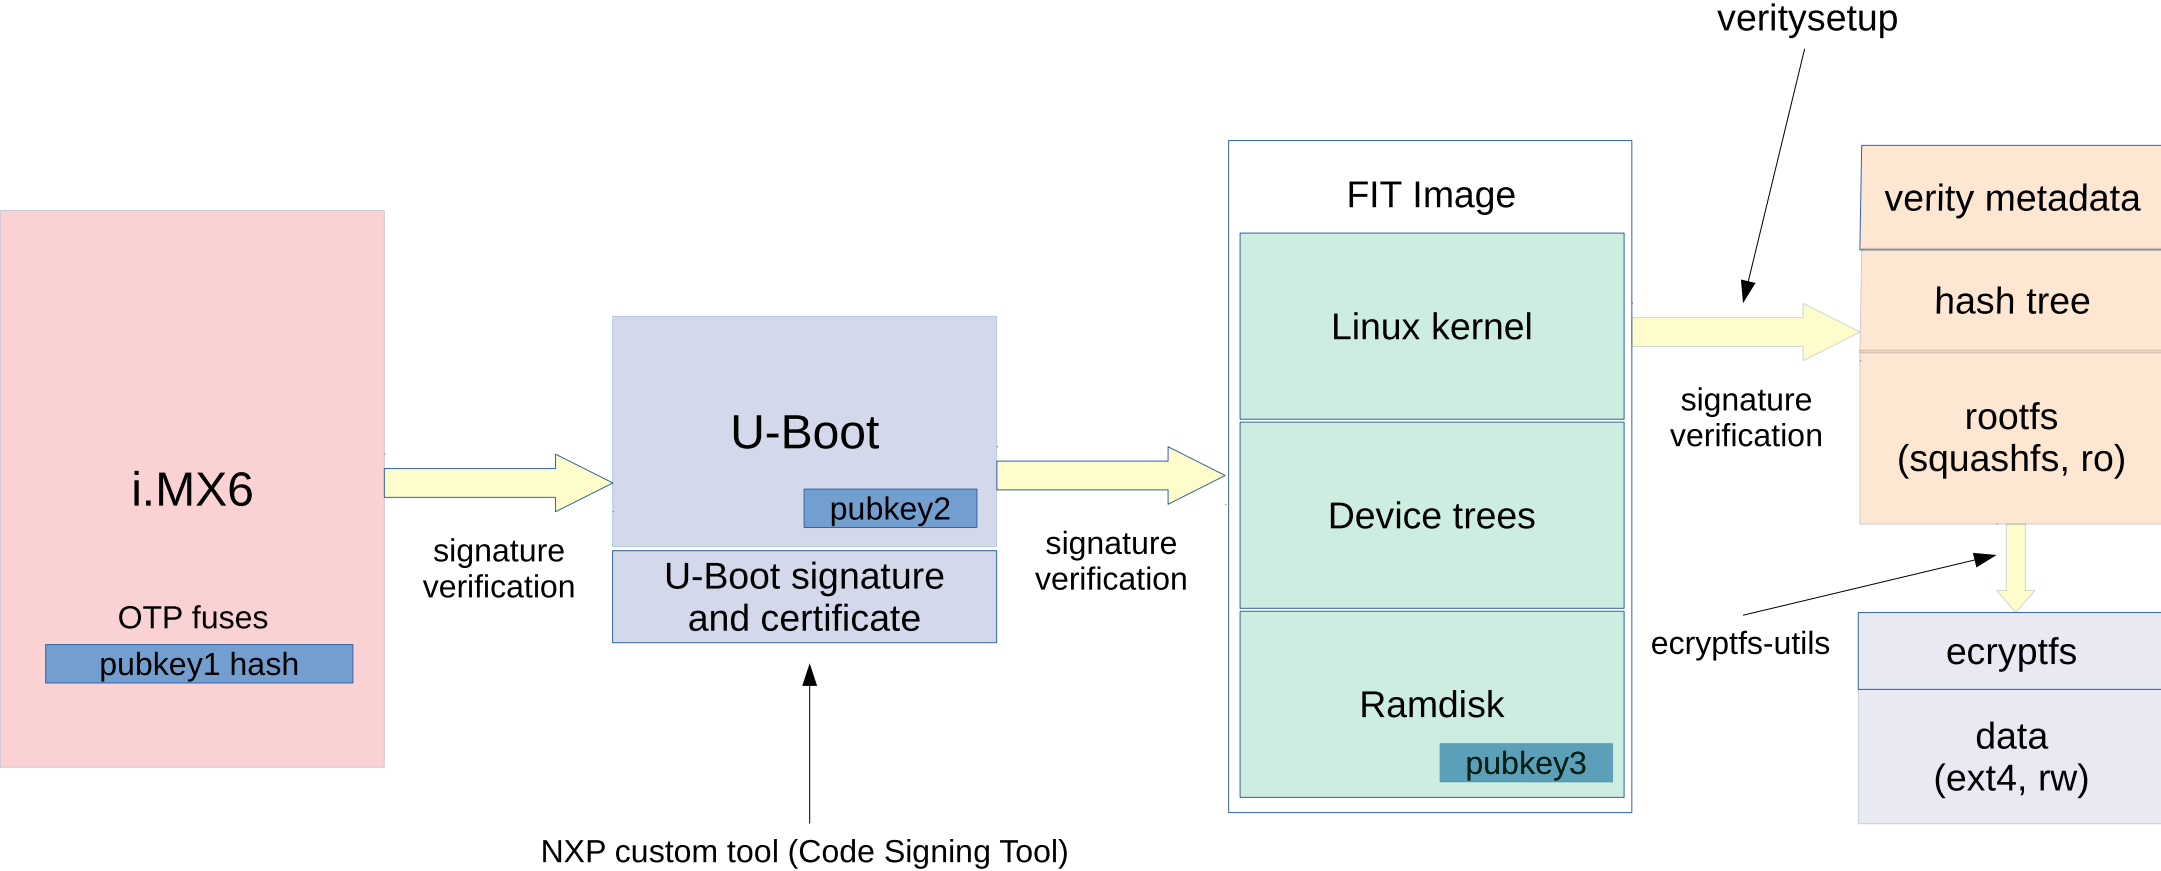 veritysetup
i.MX6
OTP fuses
pubkey1 hash
signature
verification
U-Boot
pubkey2
U-Boot signature
and certificate
NXP custom tool (Code Signing Tool)
signature
verification
FIT Image
Linux kernel
Device trees
Ramdisk
pubkey3
signature
verification
verity metadata
hash tree
rootfs
(squashfs, ro)
ecryptfs-utils
ecryptfs
data
(ext4, rw)